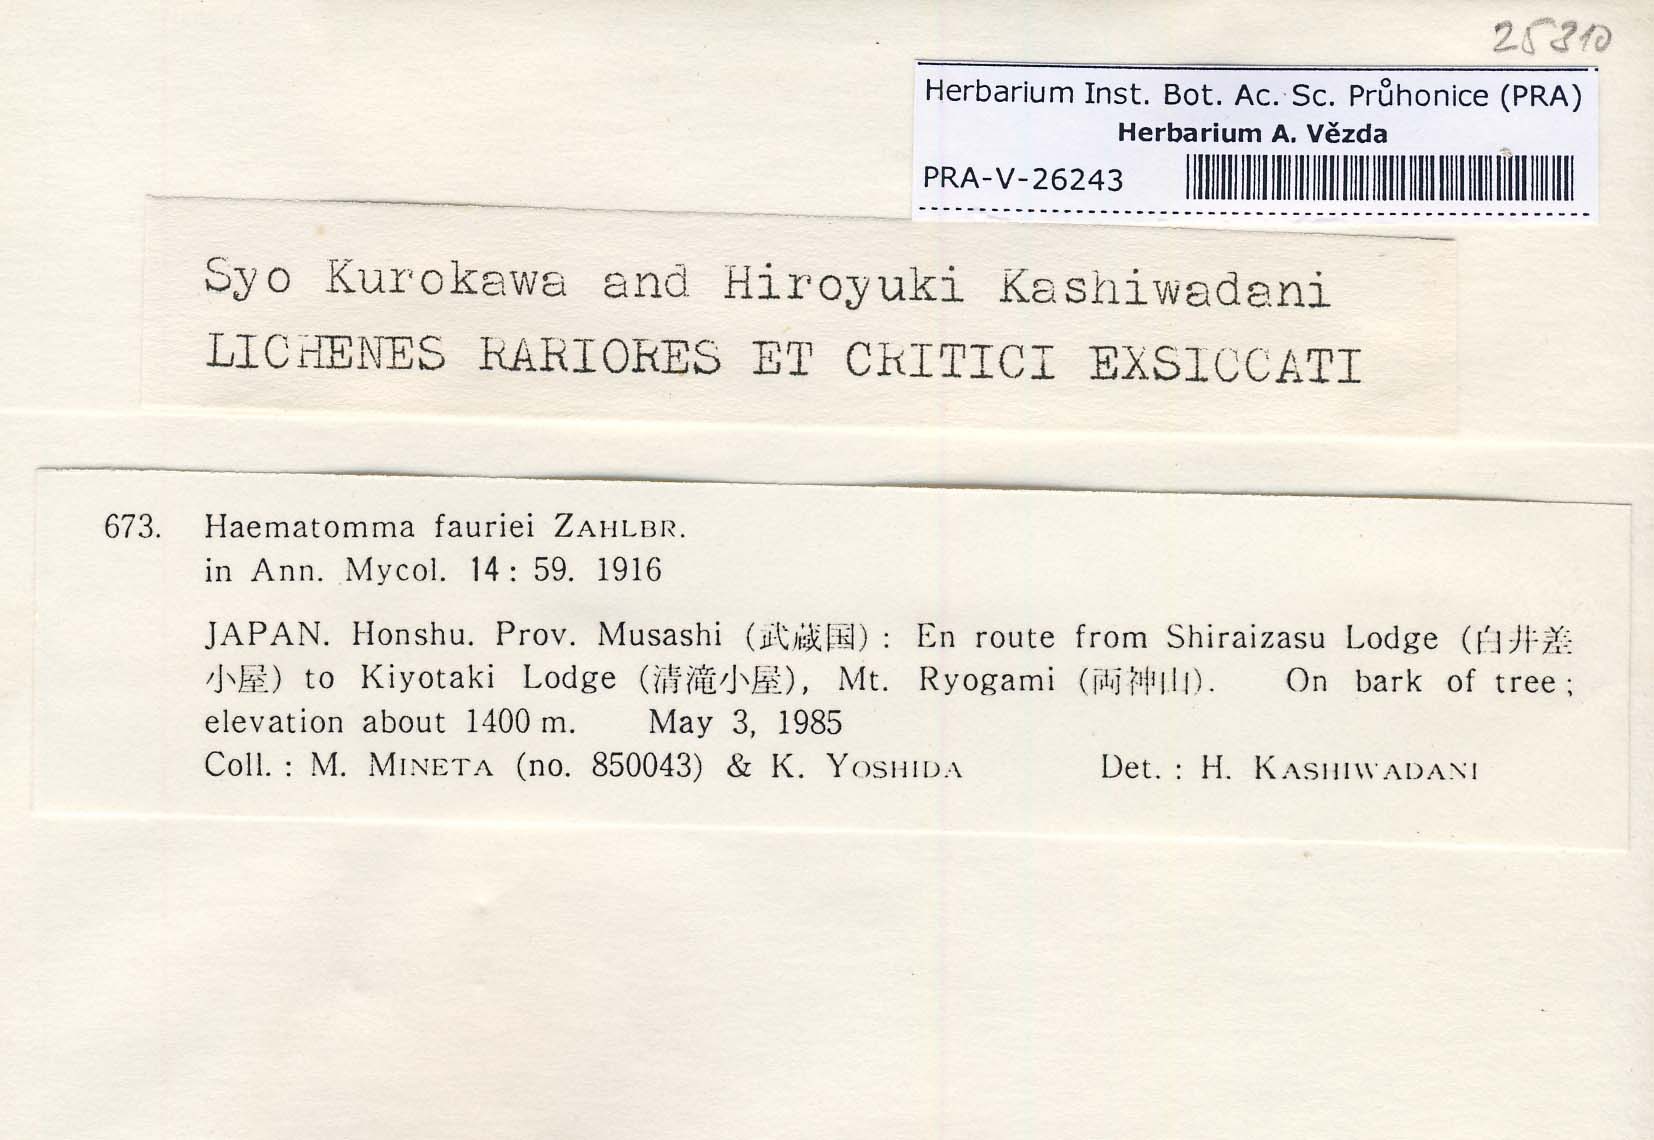 25310
Herbarium Inst. Bot. Ac. Sc. Průhonice (PRA)
Herbarium A. Vězda
PRA-V-26243
Syo Kurokawa and Hiroyuki Kashiwadani
LICHENES RARIORES ET CRITICI EXSICCATI
673. Haematomma fauriei ZAHLBR.
in Ann. Mycol. 14 : 59. 1916
JAPAN. Honshu. Prov. Musashi (武蔵国) : En route from Shiraizasu Lodge (白井差
小屋) to Kiyotaki Lodge (清滝小屋), Mt. Ryogami (両神山). On bark of tree ;
elevation about 1400 m. May 3, 1985
Coll. : M. MINETA (no. 850043) & K. YOSHIDA Det. : H. KASHIWADANI